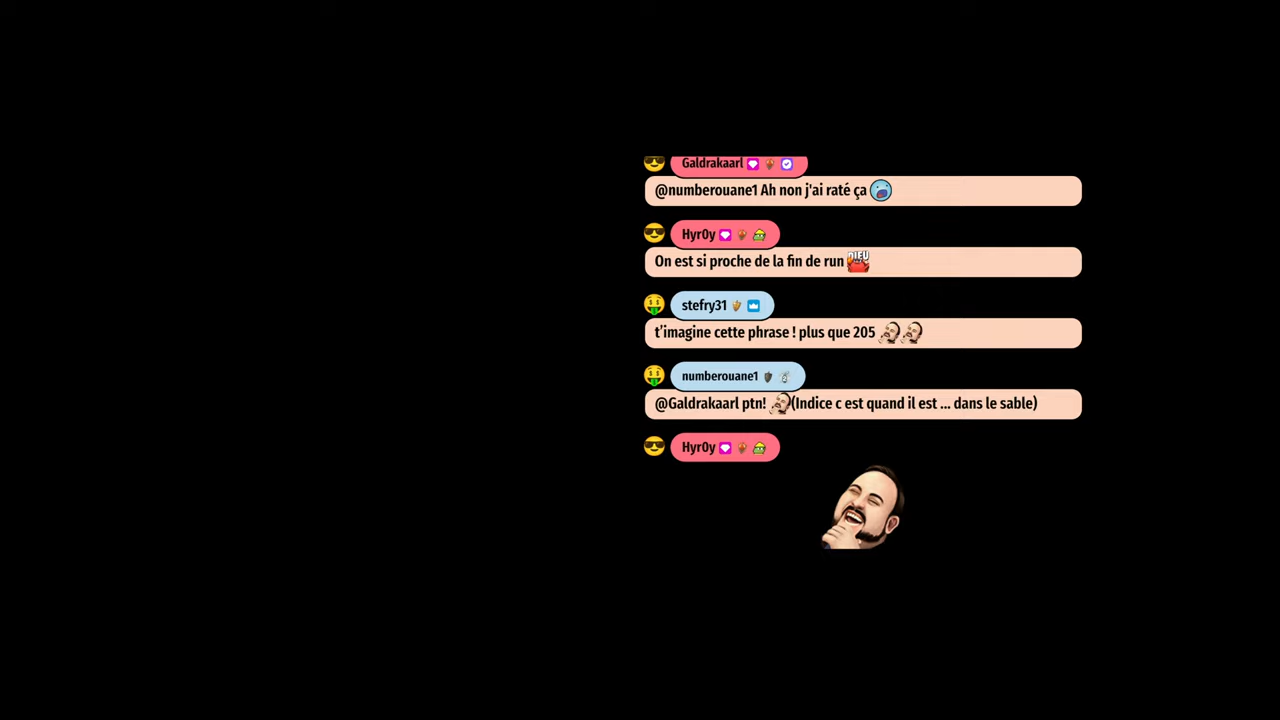 Galdrakaarl
@numberouane1 Ah non j'ai raté ça
Hyr0y
On est si proche de la fin de run
DIEU
stefry31
t'imagine cette phrase ! plus que 205
numberouane1
@Galdrakaarl ptn! (Indice c est quand il est ... dans le sable)
Hyr0y